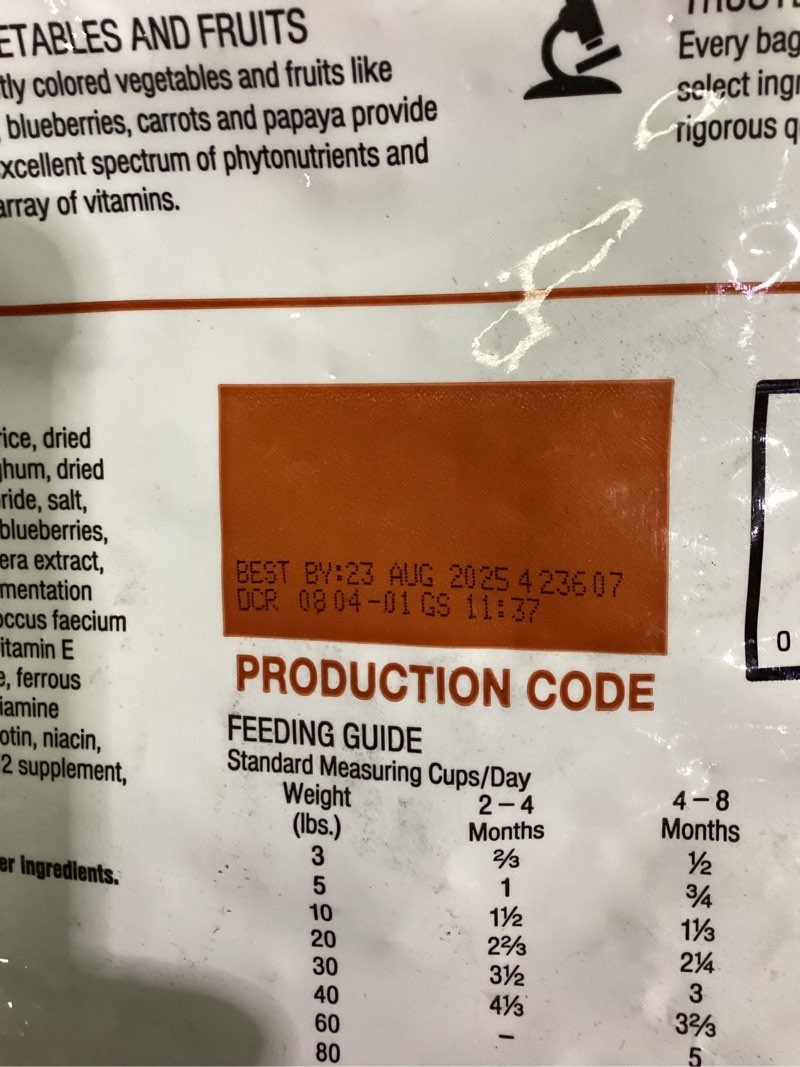 ETABLES AND FRUITS
tly colored vegetables and fruits like
, blueberries, carrots and papaya provide
xcellent spectrum of phytonutrients and
array of vitamins.
Every bag
select ingr
rigorous q
rice, dried
ghum, dried
ride, salt,
blueberries,
era extract,
mentation
occus faecium
itamin E
e, ferrous
iamine
otin, niacin,
2 supplement,
er ingredients.
BEST BY:23 AUG 2025 4 236 07
DCR 08 04-01 GS 11:37
PRODUCTION CODE
0
FEEDING GUIDE
Standard Measuring Cups/Day
Weight (lbs.) 2 – 4 Months 4 – 8 Months
3 ⅔ ½
5 1 ¾
10 1½ 1⅓
20 2⅔ 2¼
30 3½ 3
40 4⅓ 3⅔
60 – 5
80